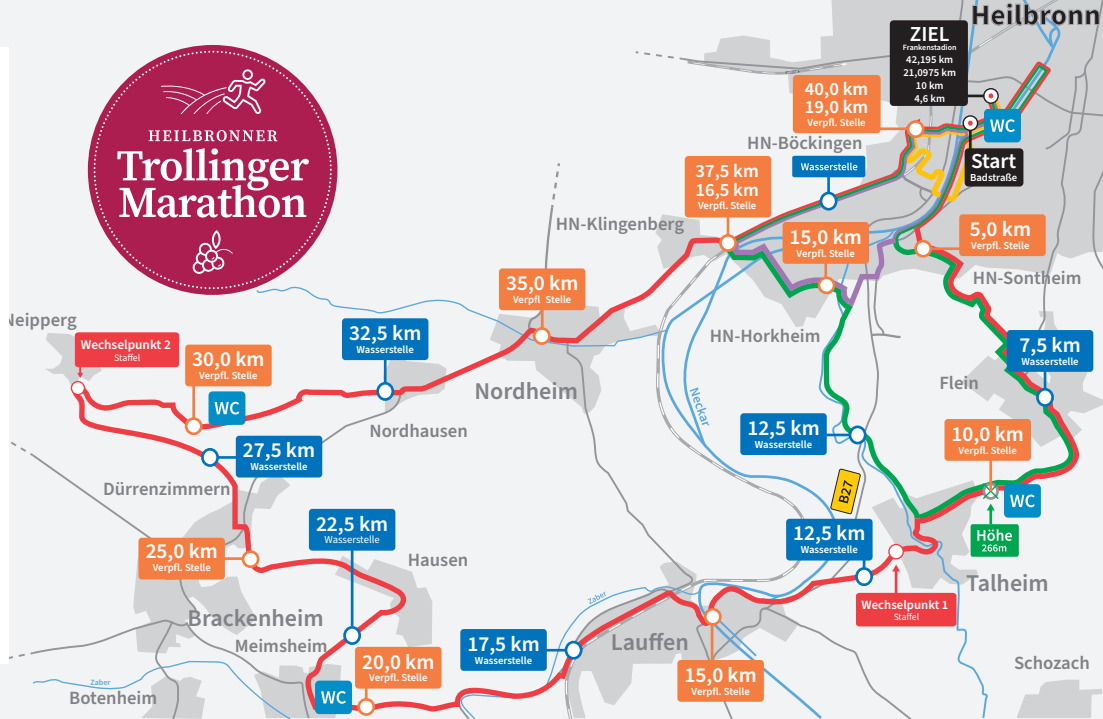 Heilbronn
ZIEL
Frankenstadion
42,195 km
21,0975 km
10 km
4,6 km
WC
Start
Badstraße
40,0 km
19,0 km
Verpfl. Stelle
HN-Böckingen
Wasserstelle
HEILBRONNER
Trollinger
Marathon
37,5 km
16,5 km
Verpfl. Stelle
HN-Klingenberg
15,0 km
Verpfl. Stelle
5,0 km
Verpfl. Stelle
HN-Sontheim
35,0 km
Verpfl Stelle
HN-Horkheim
Neipperg
Wechselpunkt 2
Staffel
30,0 km
Verpfl. Stelle
WC
32,5 km
Wasserstelle
7,5 km
Wasserstelle
Flein
Nordheim
Neckar
Nordhausen
12,5 km
Wasserstelle
10,0 km
Verpfl. Stelle
27,5 km
Wasserstelle
Dürrenzimmern
B27
WC
22,5 km
Wasserstelle
12,5 km
Wasserstelle
Höhe
266m
25,0 km
Verpfl. Stelle
Hausen
Talheim
Wechselpunkt 1
Staffel
Zaber
Brackenheim
Meimsheim
Lauffen
17,5 km
Wasserstelle
20,0 km
Verpfl. Stelle
15,0 km
Verpfl. Stelle
Schozach
Zaber
Botenheim
WC